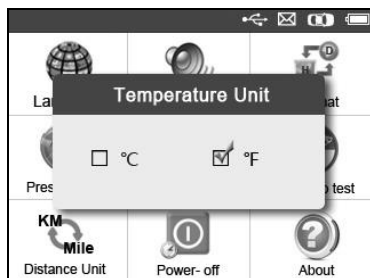 D
H
Temperature Unit
°C
°F
KM
Mile
Distance Unit
Power- off
About